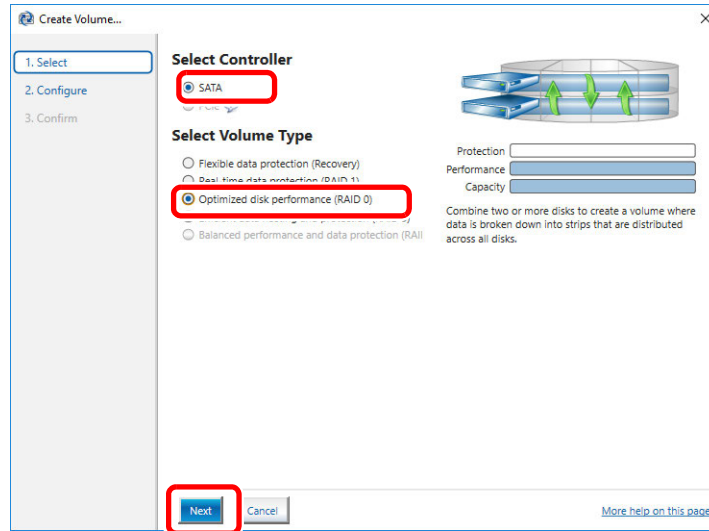 Create Volume...
1. Select
2. Configure
3. Confirm
Select Controller
SATA
Select Volume Type
Flexible data protection (Recovery)
Real-time data protection (RAID 1)
Optimized disk performance (RAID 0)
Balanced performance and data protection (RAI
Protection
Performance
Capacity
Combine two or more disks to create a volume where
data is broken down into strips that are distributed
across all disks.
Next
Cancel
More help on this page